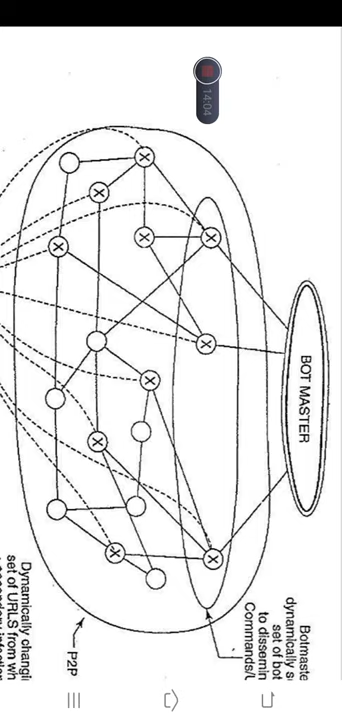 14:04
BOT MASTER
Botmaste
dynamically s
set of bot
to dissemin
Commands/
P2P
Dynamically changi
set of URLS from wh
X
X
X
X
X
X
X
X
X
X